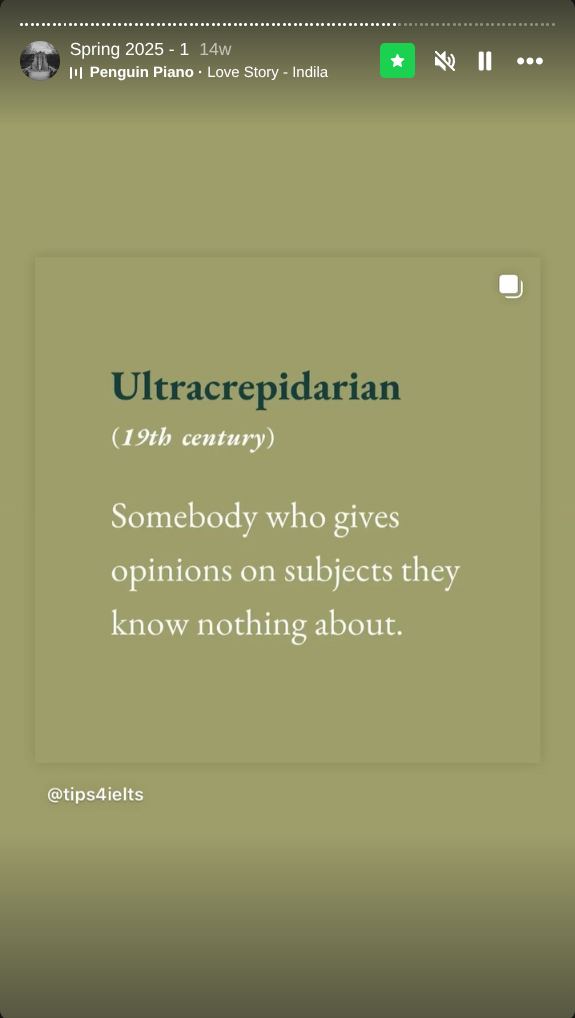 Spring 2025 - 1 14w
Penguin Piano · Love Story - Indila
Ultracrepidarian
(19th century)
Somebody who gives
opinions on subjects they
know nothing about.
@tips4ielts